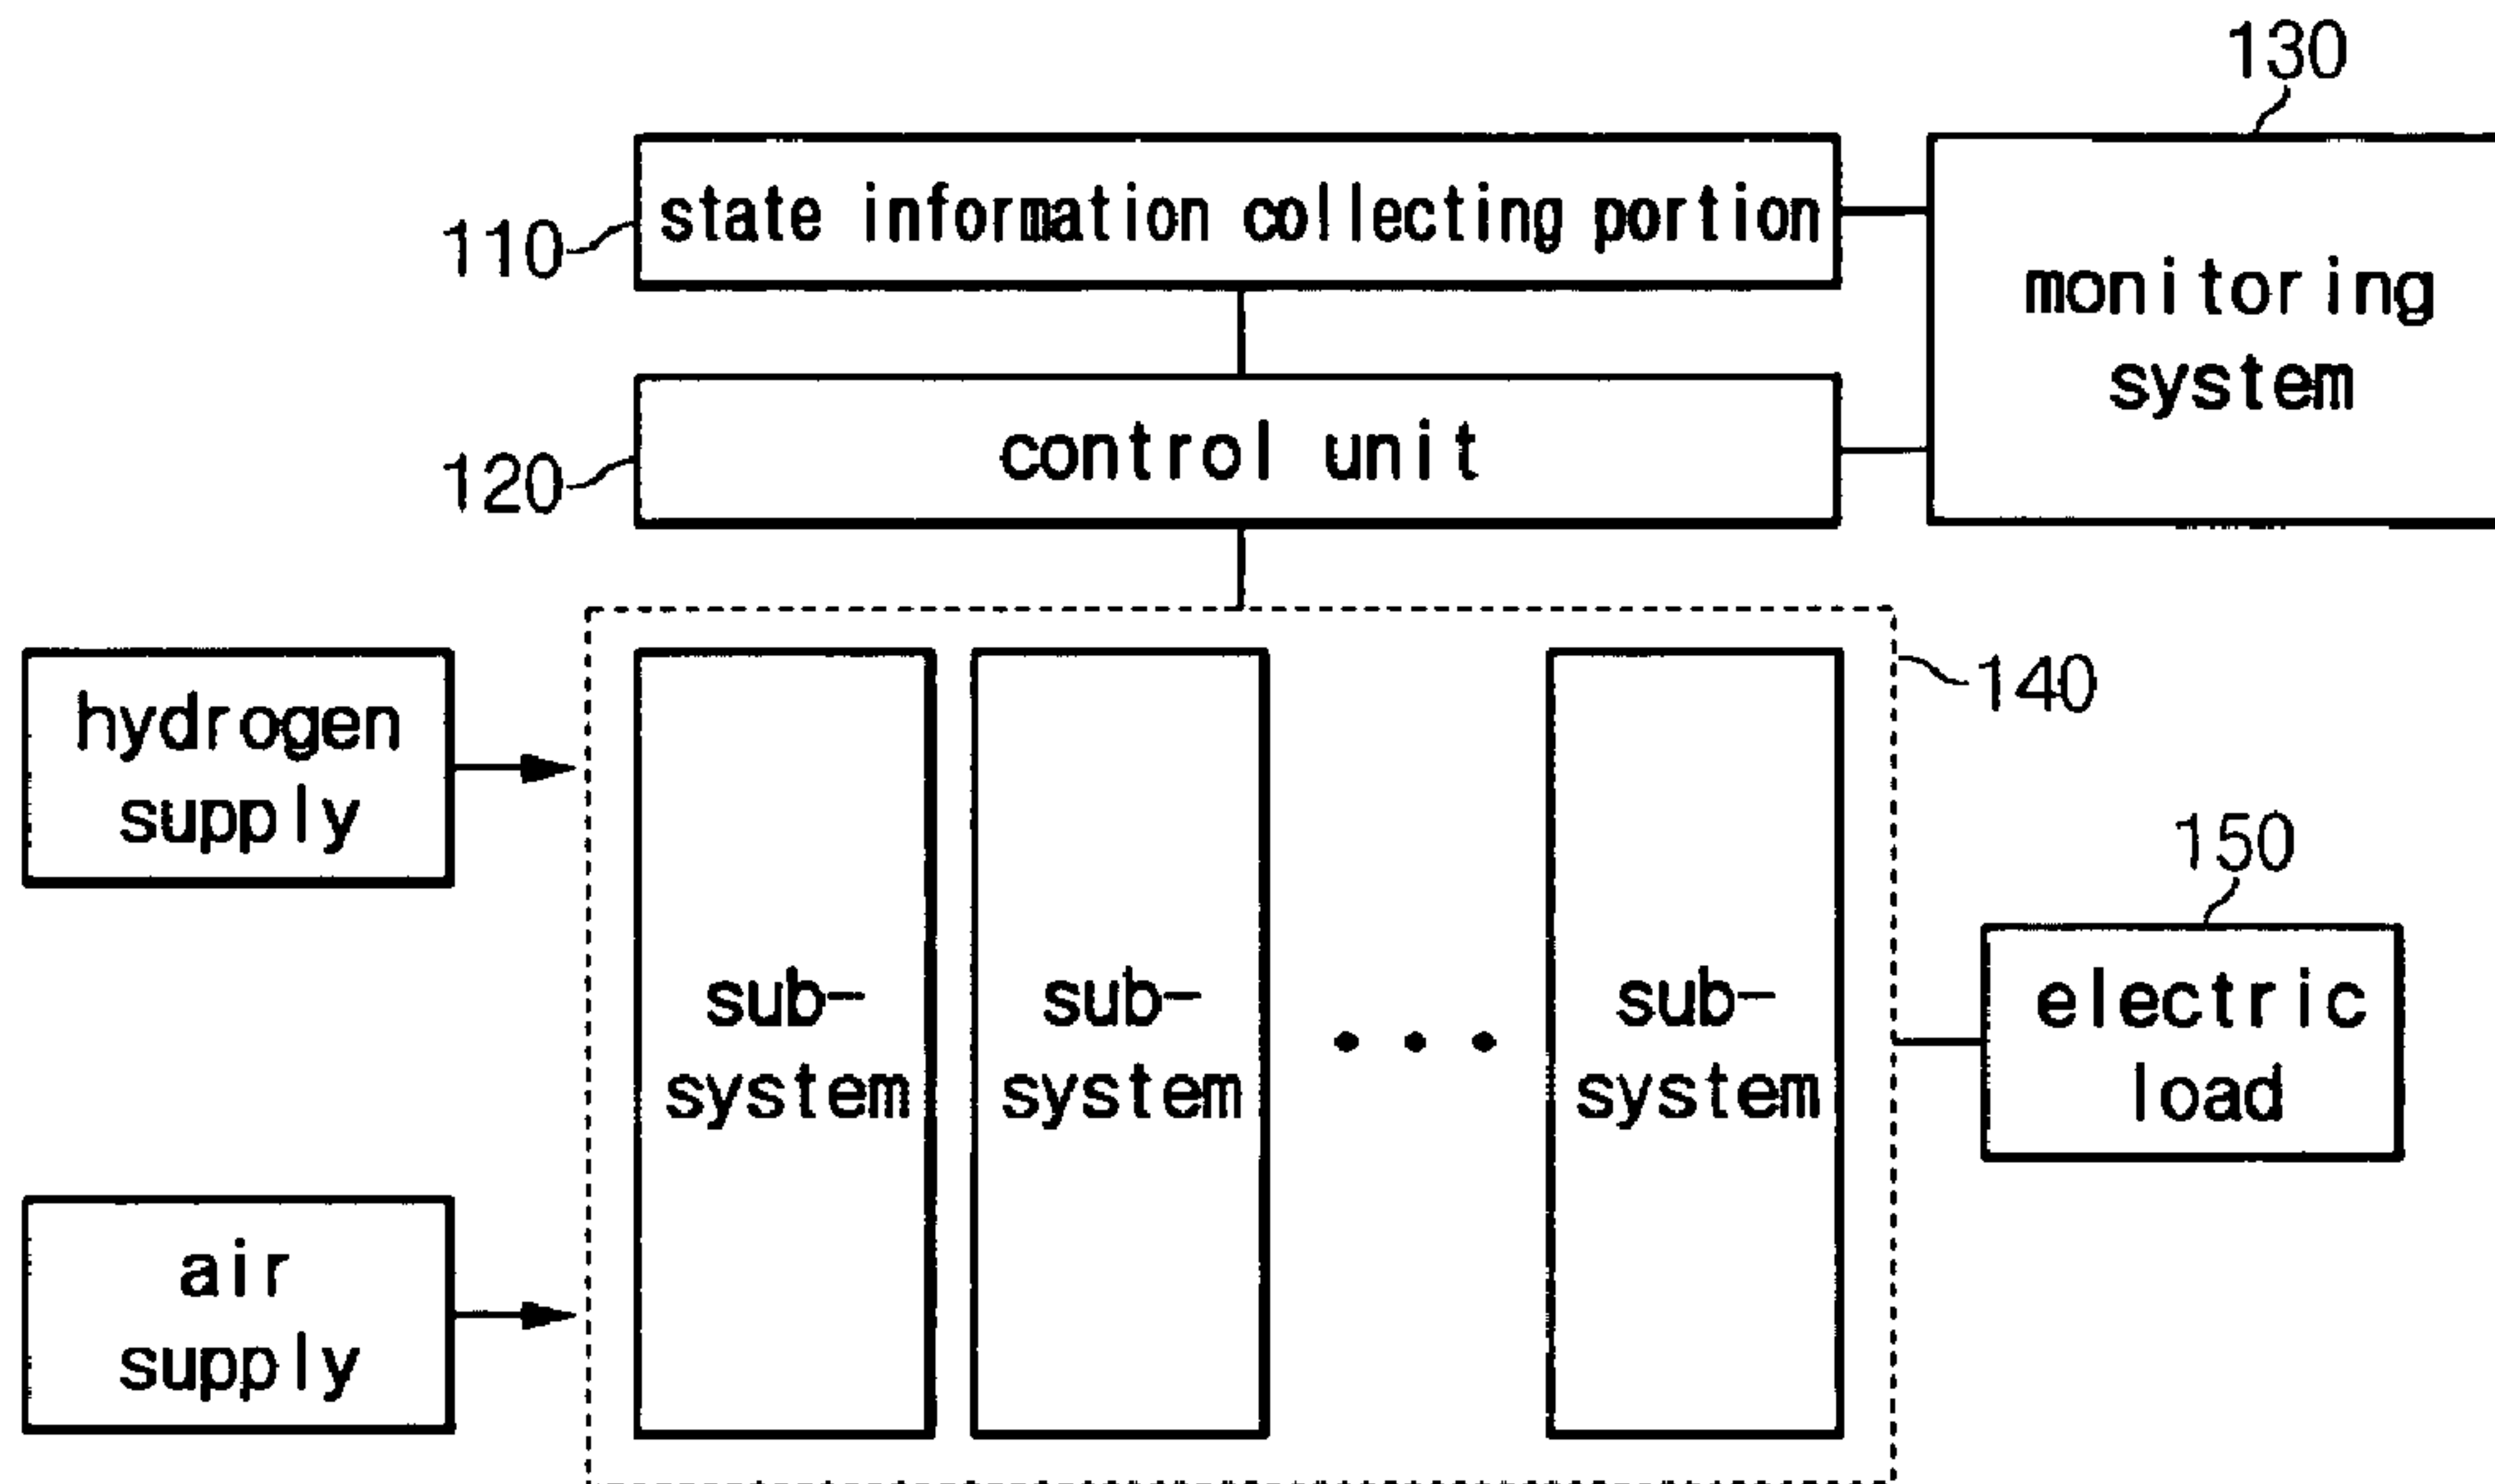 130
state information collecting portion
110
monitoring
system
control unit
120
hydrogen
supply
140
sub-
system
sub-
system
• • •
sub-
system
150
electric
load
air
supply